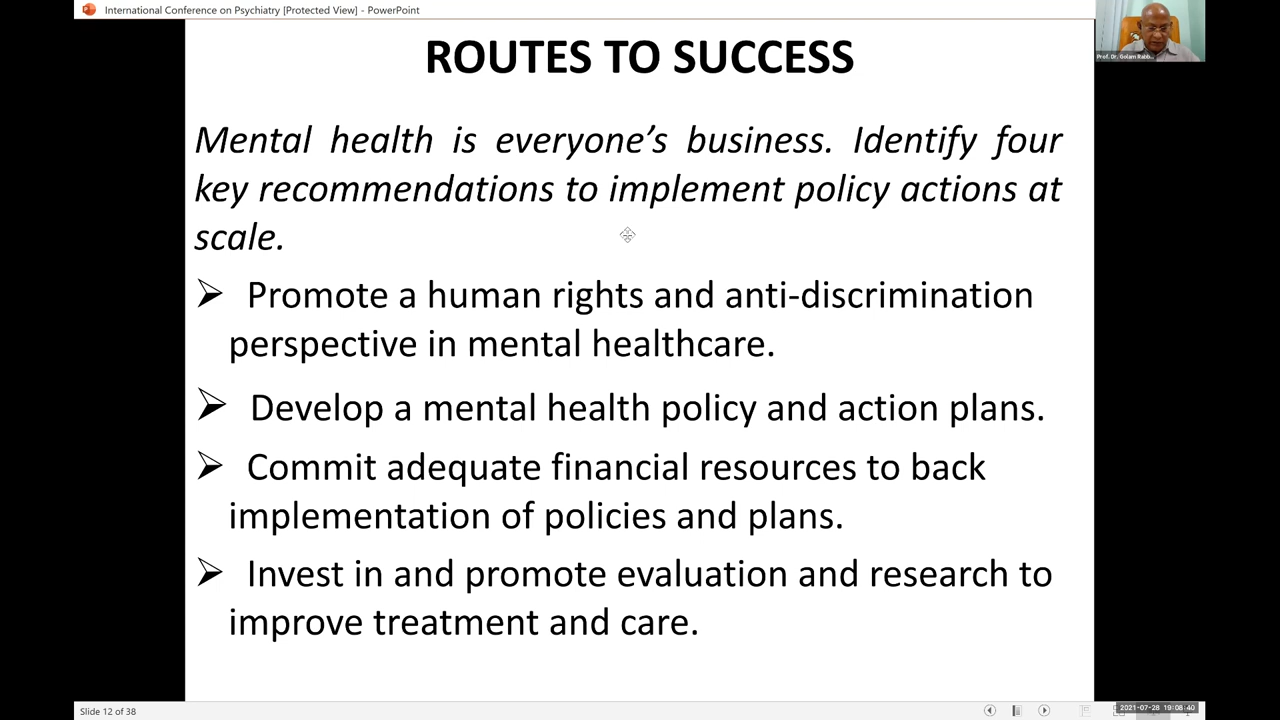 International Conference on Psychiatry [Protected View] - PowerPoint
Prof. Dr. Golam Rabb...
ROUTES TO SUCCESS
Mental health is everyone’s business. Identify four
key recommendations to implement policy actions at
scale.
➢ Promote a human rights and anti-discrimination
perspective in mental healthcare.
➢ Develop a mental health policy and action plans.
➢ Commit adequate financial resources to back
implementation of policies and plans.
➢ Invest in and promote evaluation and research to
improve treatment and care.
Slide 12 of 38
2021-07-28 19:08:40